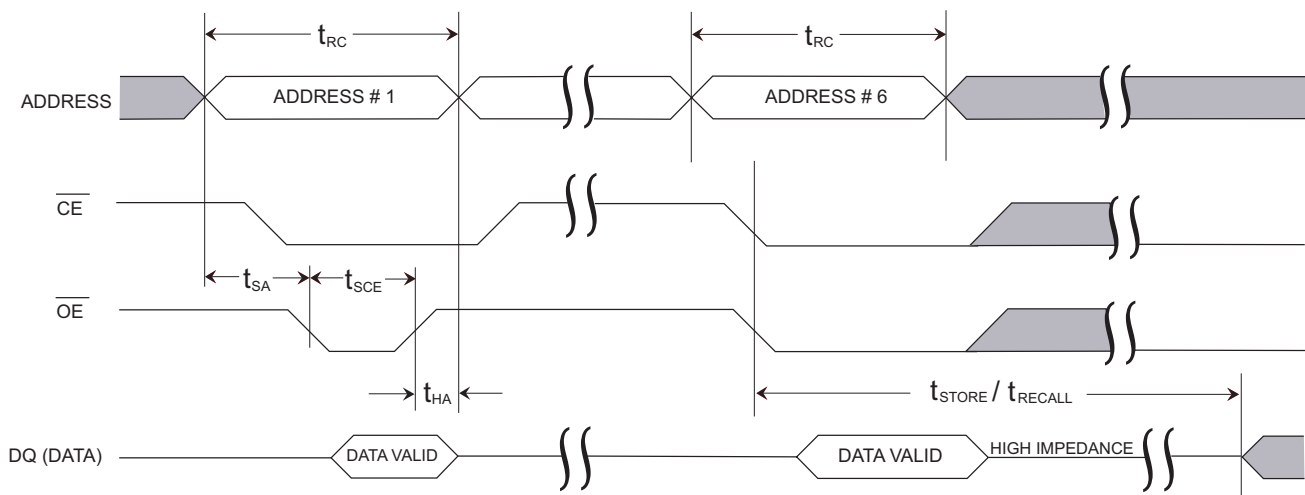 tRC
tRC
ADDRESS
ADDRESS # 1
ADDRESS # 6
CE
tSA
tSCE
OE
tHA
tSTORE / tRECALL
DQ (DATA)
DATA VALID
DATA VALID
HIGH IMPEDANCE